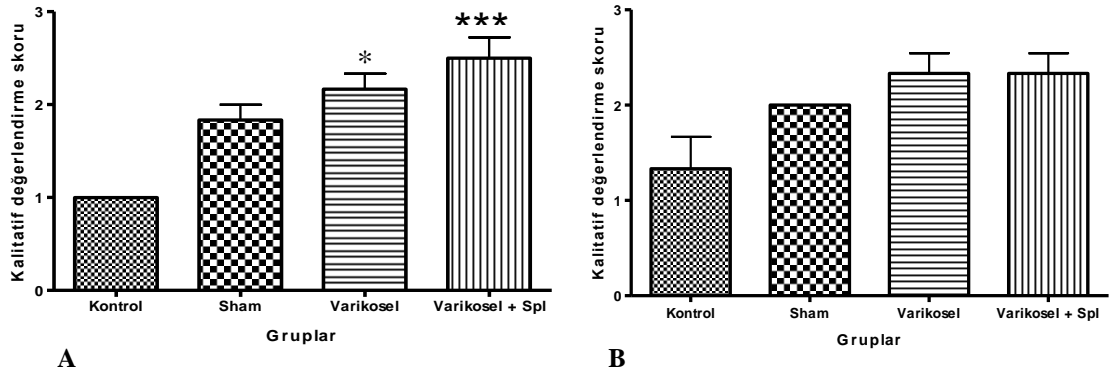 Kalitatif değerlendirme skoru
3
2
1
0
*
***
Kontrol Sham Varikosel Varikosel + Spl
Gruplar
A
Kalitatif değerlendirme skoru
3
2
1
0
Kontrol Sham Varikosel Varikosel + Spl
Gruplar
B